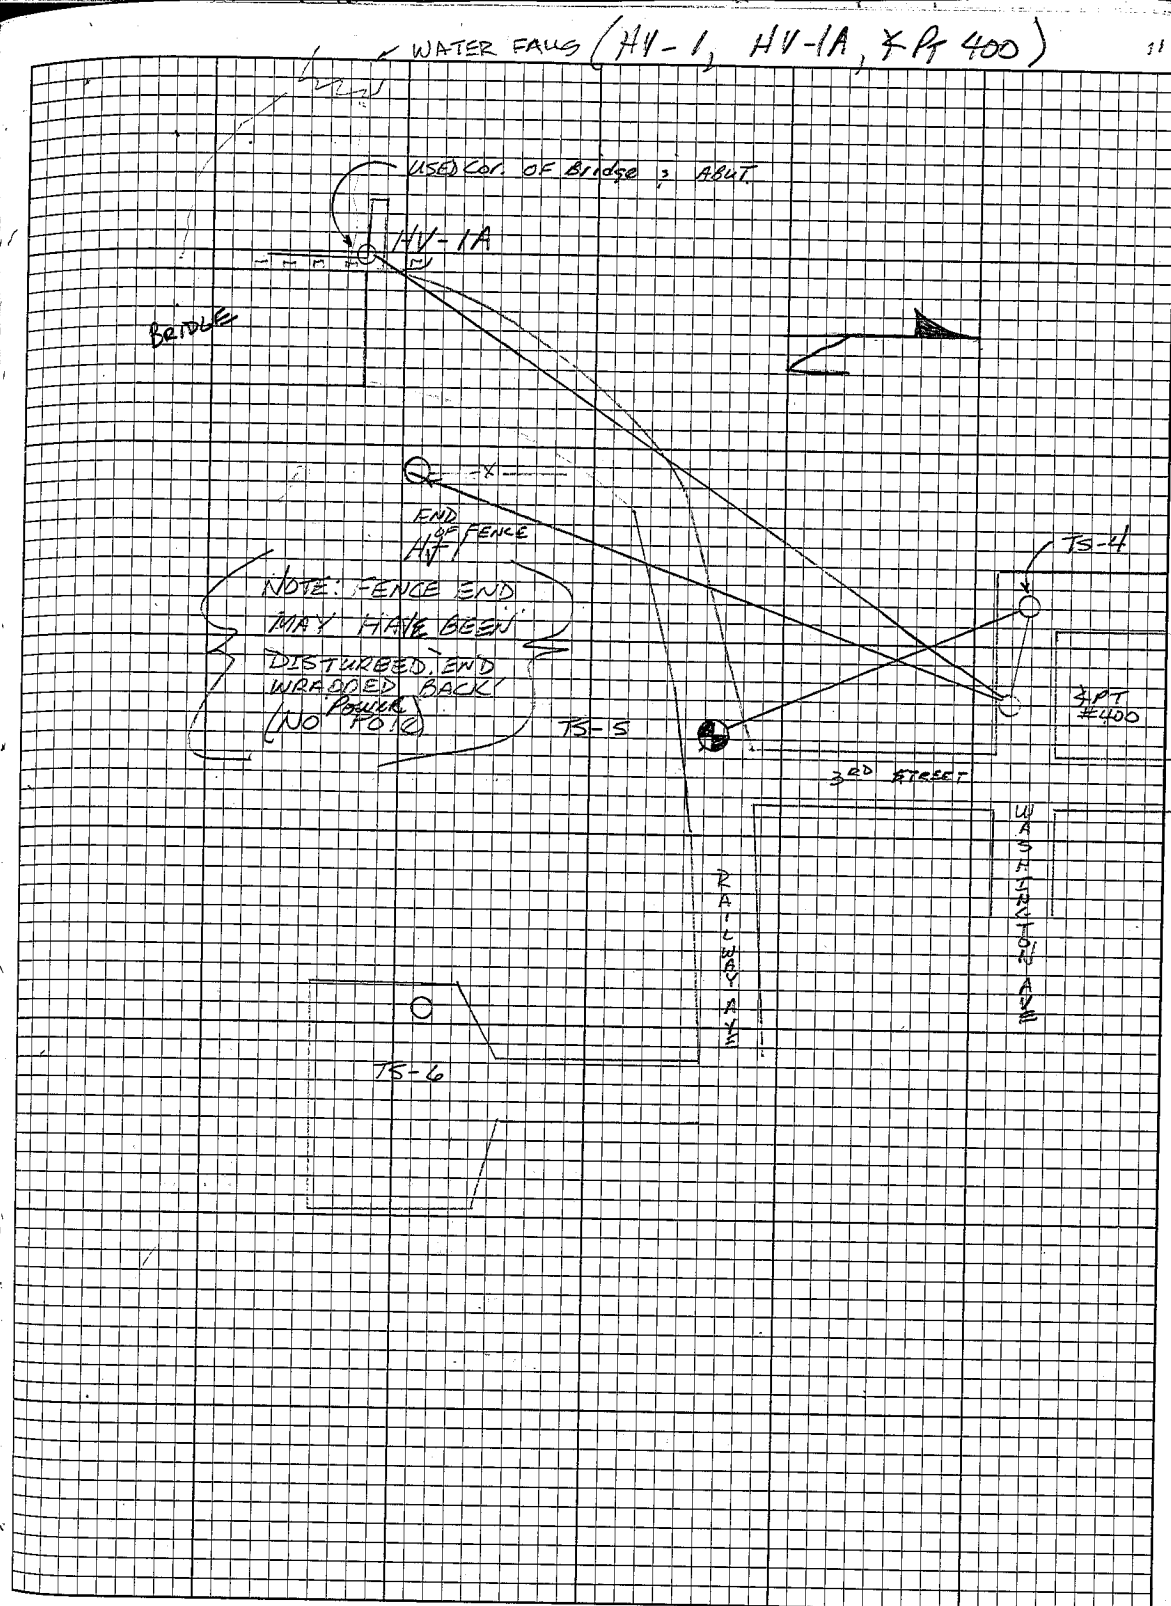 WATER FALLS (HV-1, HV-1A, ∡ Pt 400)
11
USED Cor. OF Bridge & ABUT.
HV-1A
BRIDGE
X
END
OF FENCE
HV-1
TS-4
NOTE: FENCE END
MAY HAVE BEEN
DISTURBED. END
WRAPPED BACK
(NO Power Pole)
TS-5
∡ PT
#400
3RD STREET
WASHINGTON AVE
RAILWAY AVE
TS-6